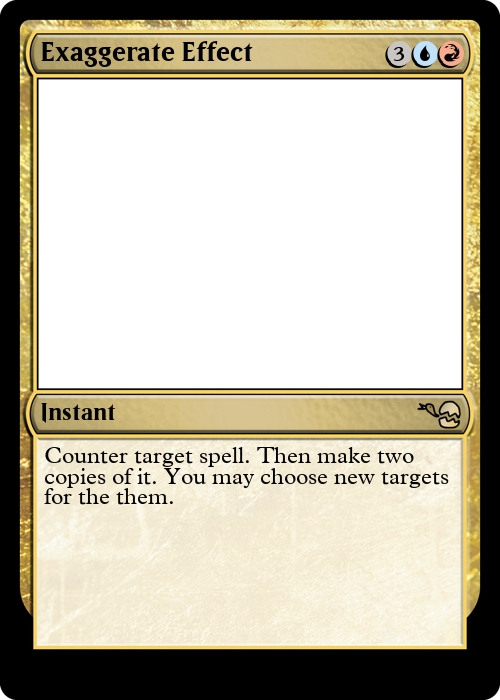 Exaggerate Effect 3
Instant
Counter target spell. Then make two
copies of it. You may choose new targets
for the them.